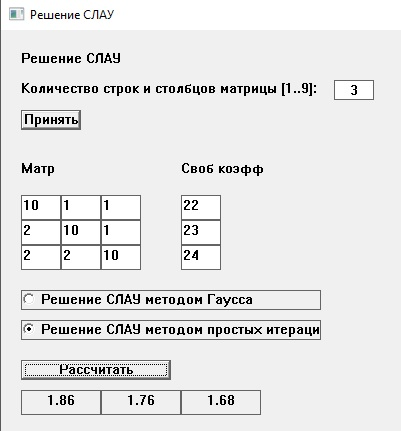 Решение СЛАУ
Решение СЛАУ
Количество строк и столбцов матрицы [1..9]: 3
Принять
Матр Своб коэфф
10 1 1 22
2 10 1 23
2 2 10 24
Решение СЛАУ методом Гаусса
Решение СЛАУ методом простых итераци
Рассчитать
1.86 1.76 1.68